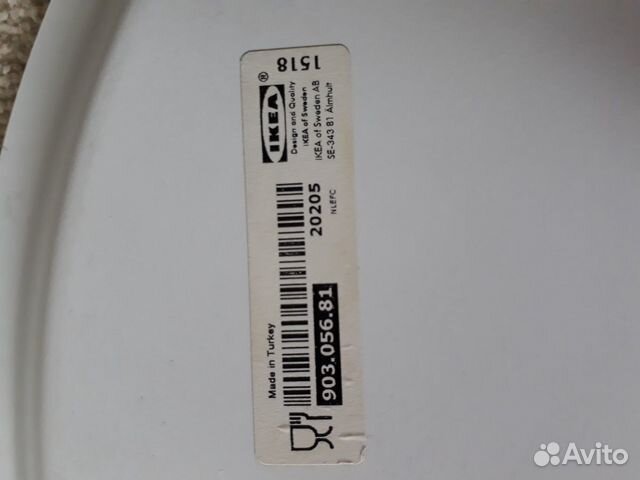 Made in Turkey
903.056.81
20205
NLEFC
IKEA®
Design and Quality
IKEA of Sweden
IKEA of Sweden AB
SE-343 81 Älmhult
1518
Avito